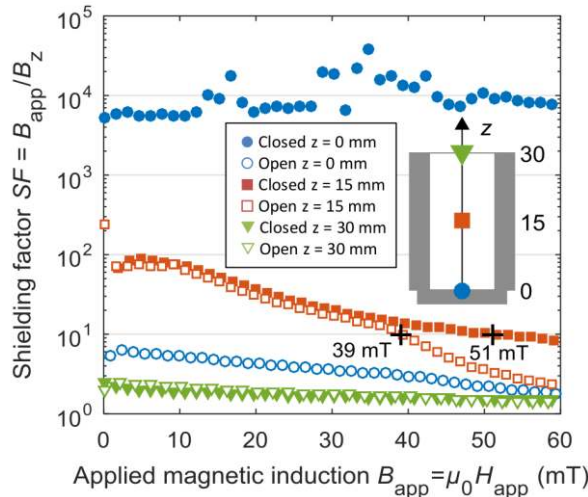 Shielding factor SF = B_app/B_z
10^5
10^4
10^3
10^2
10^1
10^0
Closed z = 0 mm
Open z = 0 mm
Closed z = 15 mm
Open z = 15 mm
Closed z = 30 mm
Open z = 30 mm
z
30
15
0
39 mT
51 mT
0 10 20 30 40 50 60
Applied magnetic induction B_app=μ_0H_app (mT)